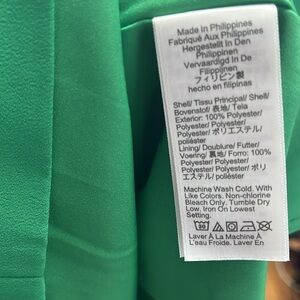 Made In Philippines
Fabriqué Aux Philippines
Hergestellt In Den
Philippinen
Vervaardigd In De
Filippijnen
フィリピン製
hecho en filipinas
Shell/ Tissu Principal/ Shell/
Bovenstof/ 表地/ Tela
Exterior: 100% Polyester/
Polyester/ Polyester/
Polyester/ ポリエステル/
poliéster
Lining/ Doublure/ Futter/
Voering/ 裏地/ Forro: 100%
Polyester/ Polyester/
Polyester/ Polyester/ ポリ
エステル/ poliéster
Machine Wash Cold, With
Like Colors. Non-chlorine
Bleach Only, Tumble Dry
Low, Iron On Lowest
Setting.
30
Laver À La Machine À
L'eau Froide. Laver En